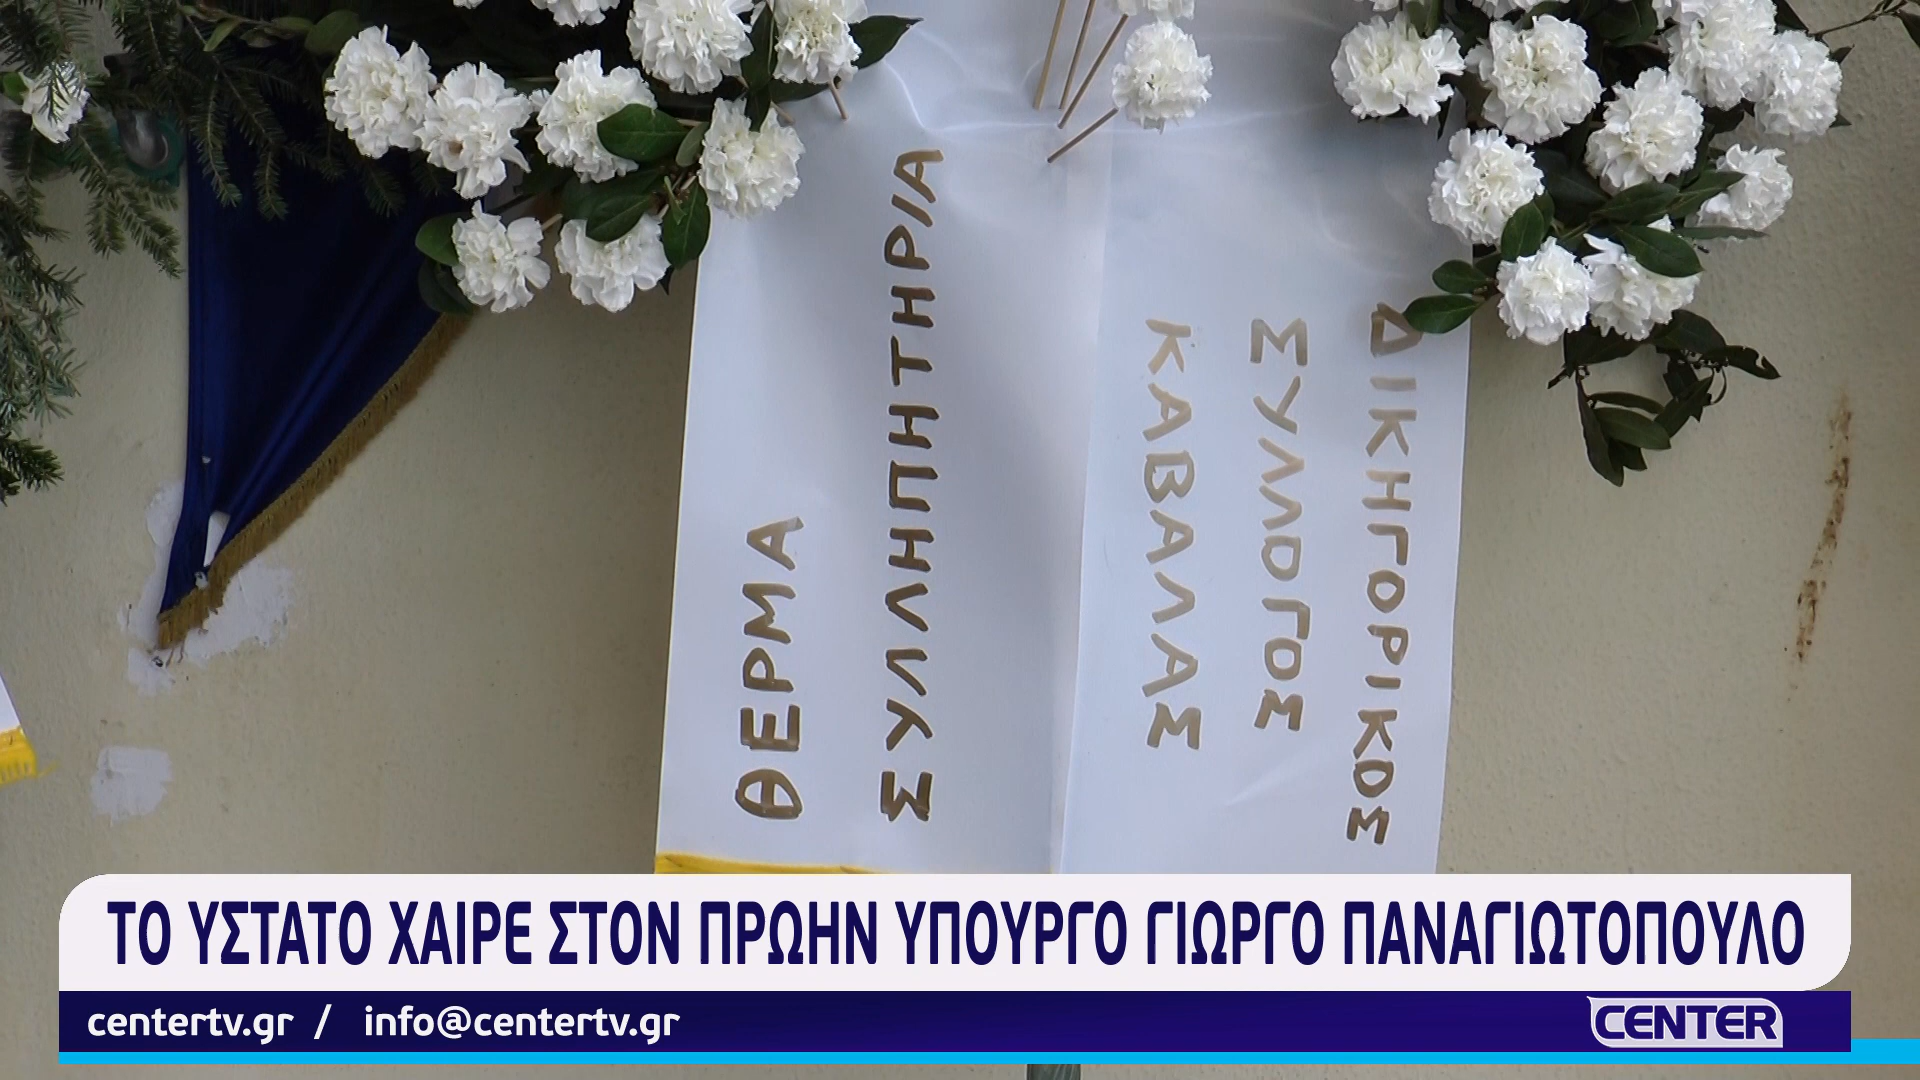 ΘΕΡΜΑ
ΣΥΛΛΗΠΗΤΗΡΙΑ
ΔΙΚΗΓΟΡΙΚΟΣ
ΣΥΛΛΟΓΟΣ
ΚΑΒΑΛΑΣ
ΤΟ ΥΣΤΑΤΟ ΧΑΙΡΕ ΣΤΟΝ ΠΡΩΗΝ ΥΠΟΥΡΓΟ ΓΙΩΡΓΟ ΠΑΝΑΓΙΩΤΟΠΟΥΛΟ
centertv.gr / info@centertv.gr
CENTER